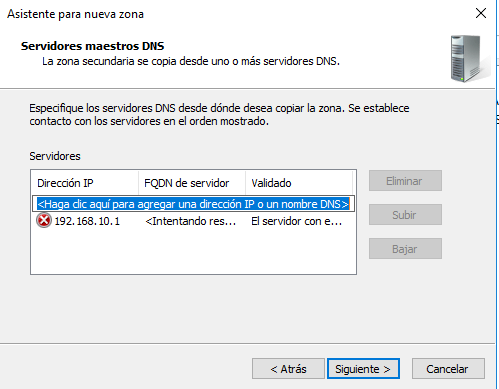 Asistente para nueva zona
Servidores maestros DNS
La zona secundaria se copia desde uno o más servidores DNS.
Especifique los servidores DNS desde dónde desea copiar la zona. Se establece
contacto con los servidores en el orden mostrado.
Servidores
Dirección IP FQDN de servidor Validado
<Haga clic aquí para agregar una dirección IP o un nombre DNS>
192.168.10.1 <Intentando res... El servidor con e...
Eliminar
Subir
Bajar
< Atrás Siguiente > Cancelar